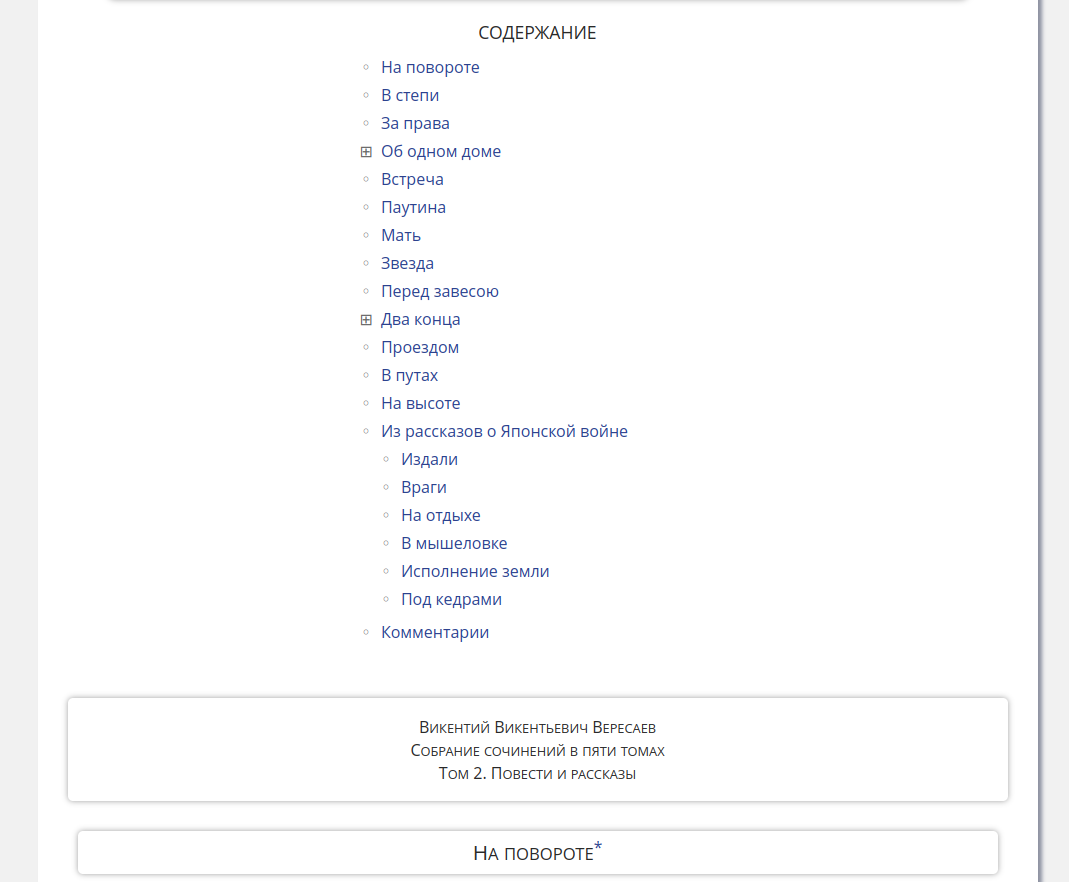 СОДЕРЖАНИЕ
На повороте
В степи
За права
Об одном доме
Встреча
Паутина
Мать
Звезда
Перед завесою
Два конца
Проездом
В путах
На высоте
Из рассказов о Японской войне
Издали
Враги
На отдыхе
В мышеловке
Исполнение земли
Под кедрами
Комментарии
Викентий Викентьевич Вересаев
Собрание сочинений в пяти томах
Том 2. Повести и рассказы
На повороте*